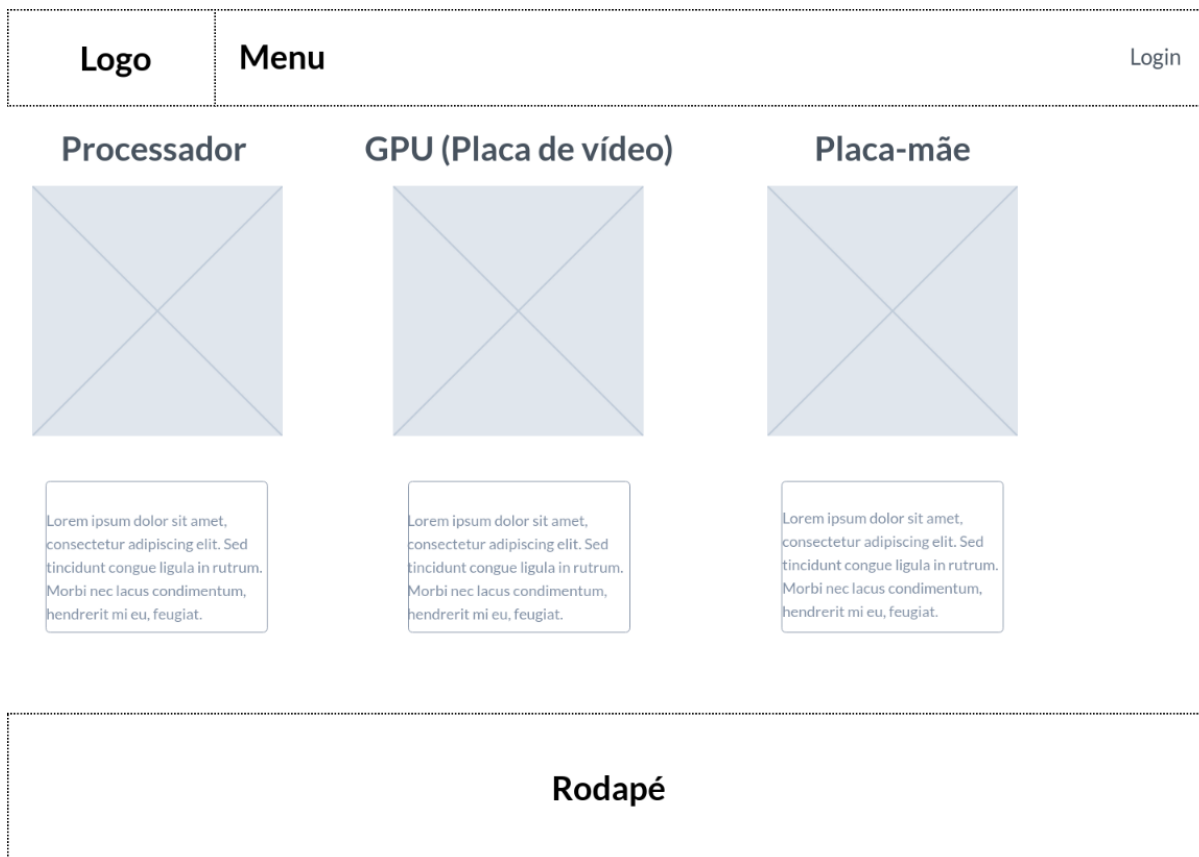 Logo
Menu
Login
Processador
GPU (Placa de vídeo)
Placa-mãe
Lorem ipsum dolor sit amet,
consectetur adipiscing elit. Sed
tincidunt congue ligula in rutrum.
Morbi nec lacus condimentum,
hendrerit mi eu, feugiat.
Lorem ipsum dolor sit amet,
consectetur adipiscing elit. Sed
tincidunt congue ligula in rutrum.
Morbi nec lacus condimentum,
hendrerit mi eu, feugiat.
Lorem ipsum dolor sit amet,
consectetur adipiscing elit. Sed
tincidunt congue ligula in rutrum.
Morbi nec lacus condimentum,
hendrerit mi eu, feugiat.
Rodapé